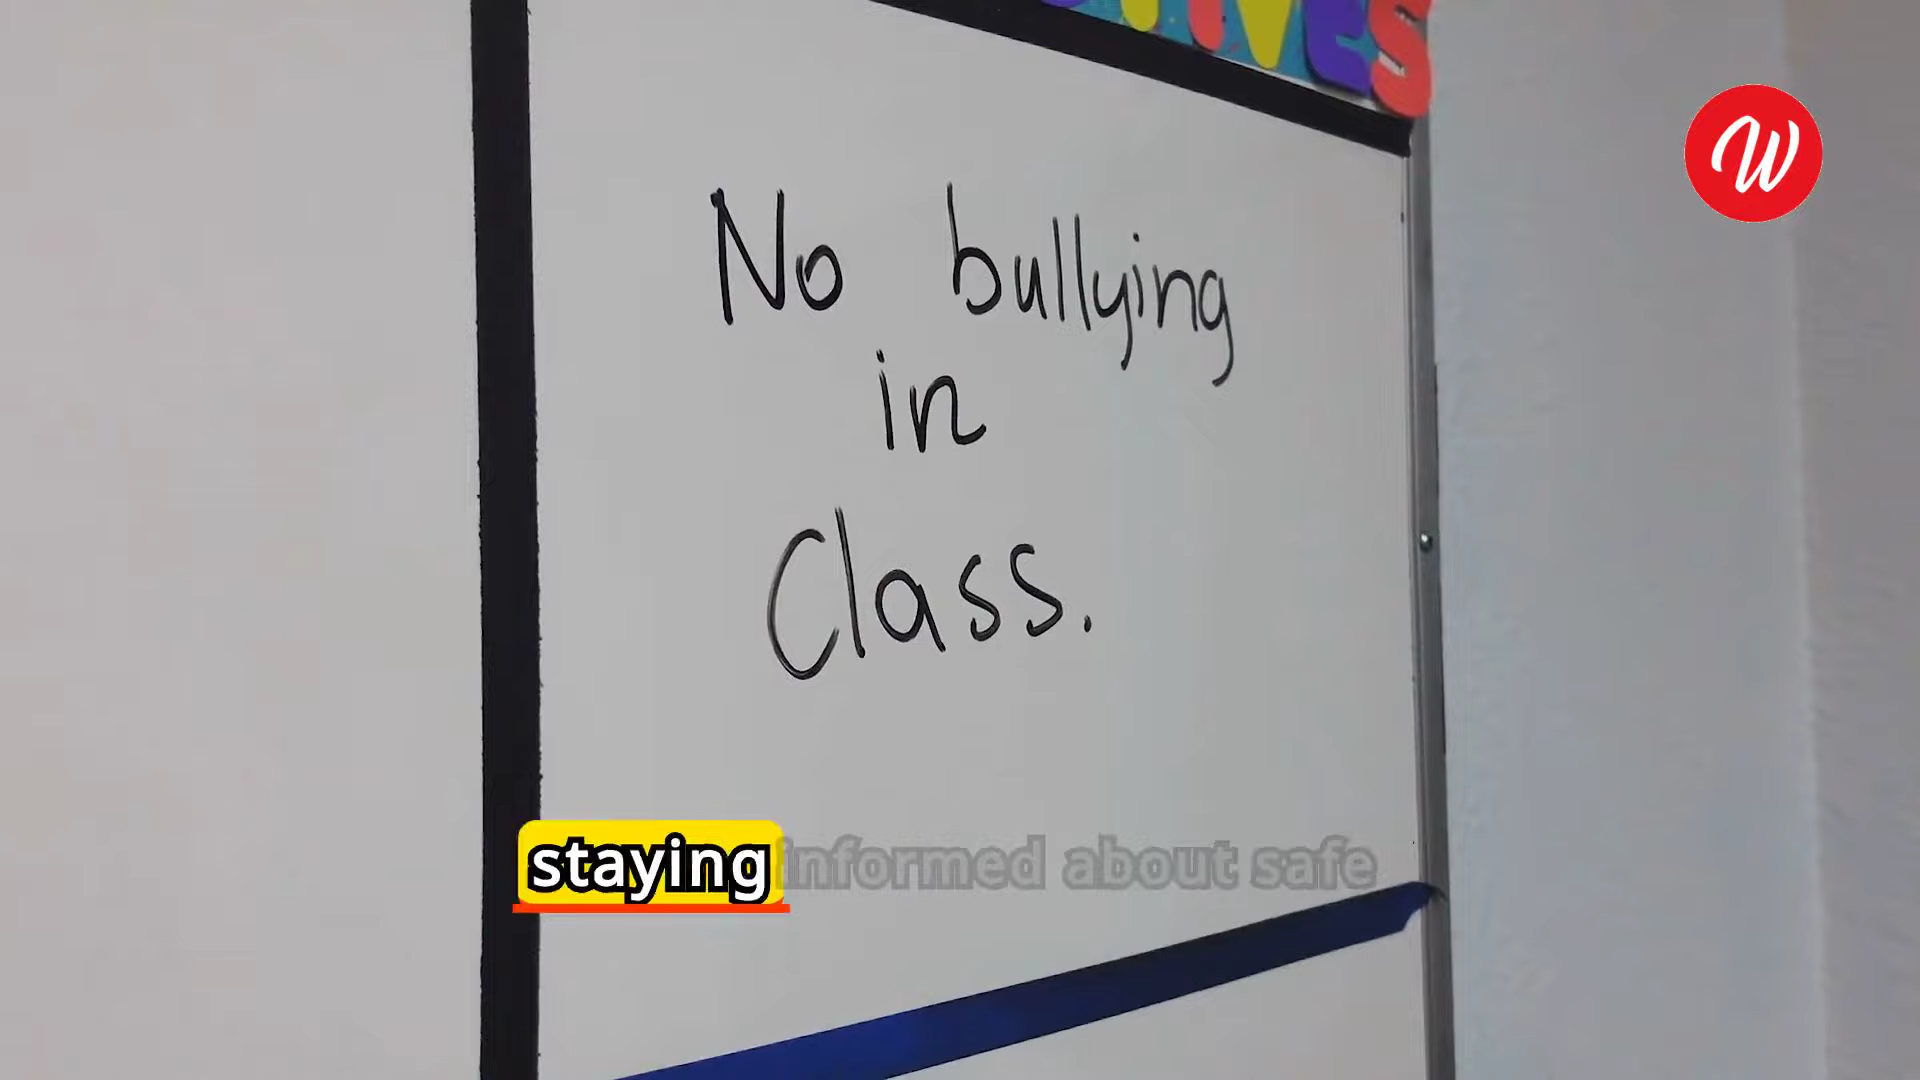 No bullying
in
Class.
staying informed about safe
W